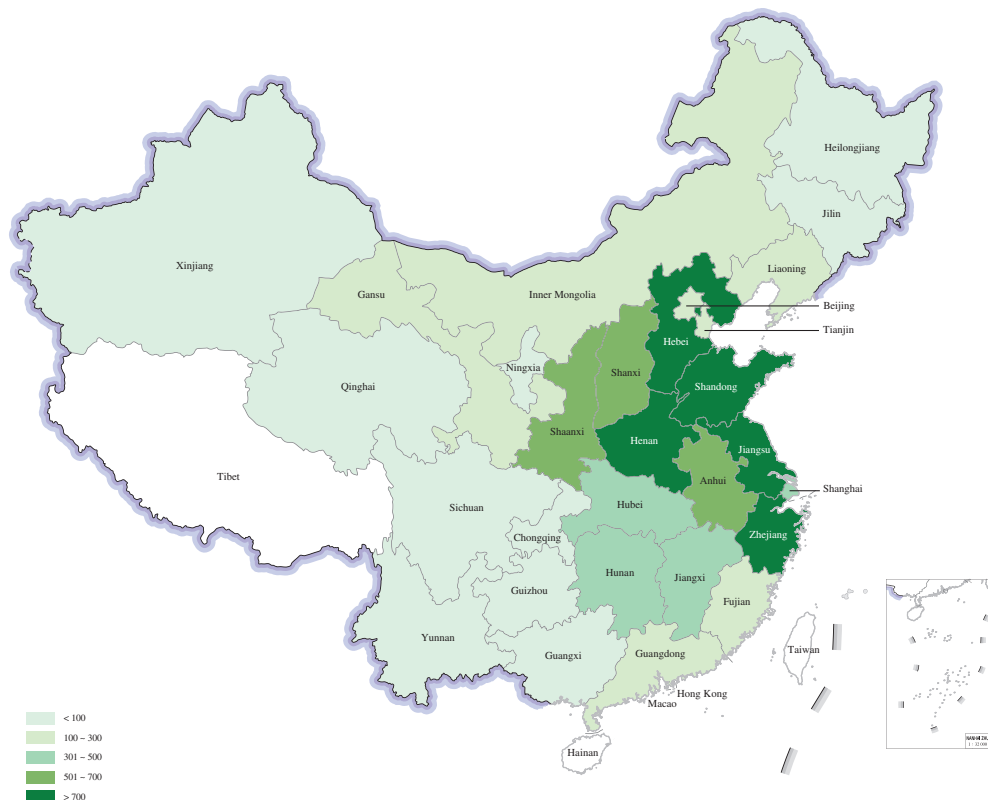 Heilongjiang
Jilin
Xinjiang
Liaoning
Gansu
Inner Mongolia
Beijing
Tianjin
Hebei
Ningxia
Shanxi
Qinghai
Shandong
Shaanxi
Henan
Jiangsu
Tibet
Anhui
Shanghai
Sichuan
Hubei
Chongqing
Zhejiang
Hunan
Jiangxi
Guizhou
Fujian
Yunnan
Guangxi
Guangdong
Taiwan
Hong Kong
Macao
Hainan
< 100
100 – 300
301 – 500
501 – 700
> 700